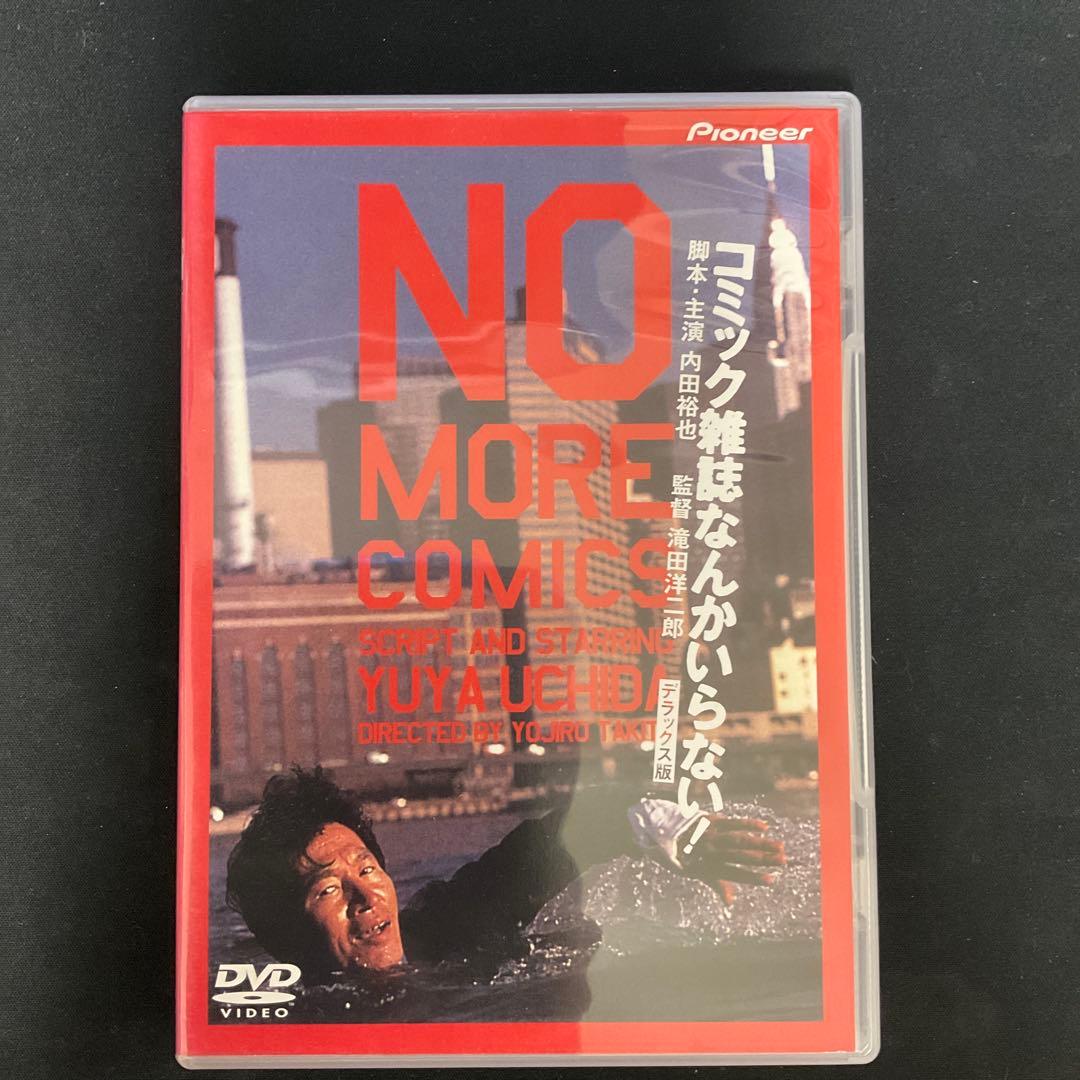 Pioneer
NO
MORE
COMICS
SCRIPT AND STARRING
YUYA UCHIDA
DIRECTED BY YOJIRO TAKIT
コミック雑誌なんかいらない!
脚本・主演 内田裕也
監督 滝田洋二郎
デラックス版
DVD
VIDEO